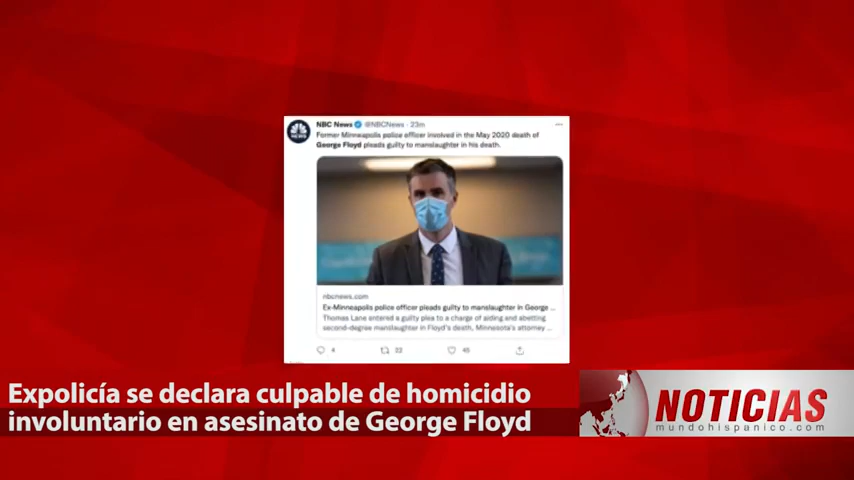 NBC News @NBCNews · 23m
Former Minneapolis police officer involved in the May 2020 death of
George Floyd pleads guilty to manslaughter in his death.
nbcnews.com
Ex-Minneapolis police officer pleads guilty to manslaughter in George ...
Thomas Lane entered a guilty plea to a charge of aiding and abetting
second-degree manslaughter in Floyd's death, Minnesota's attorney ...
4 22 45
Expolicía se declara culpable de homicidio
involuntario en asesinato de George Floyd
NOTICIAS
mundohispanico.com